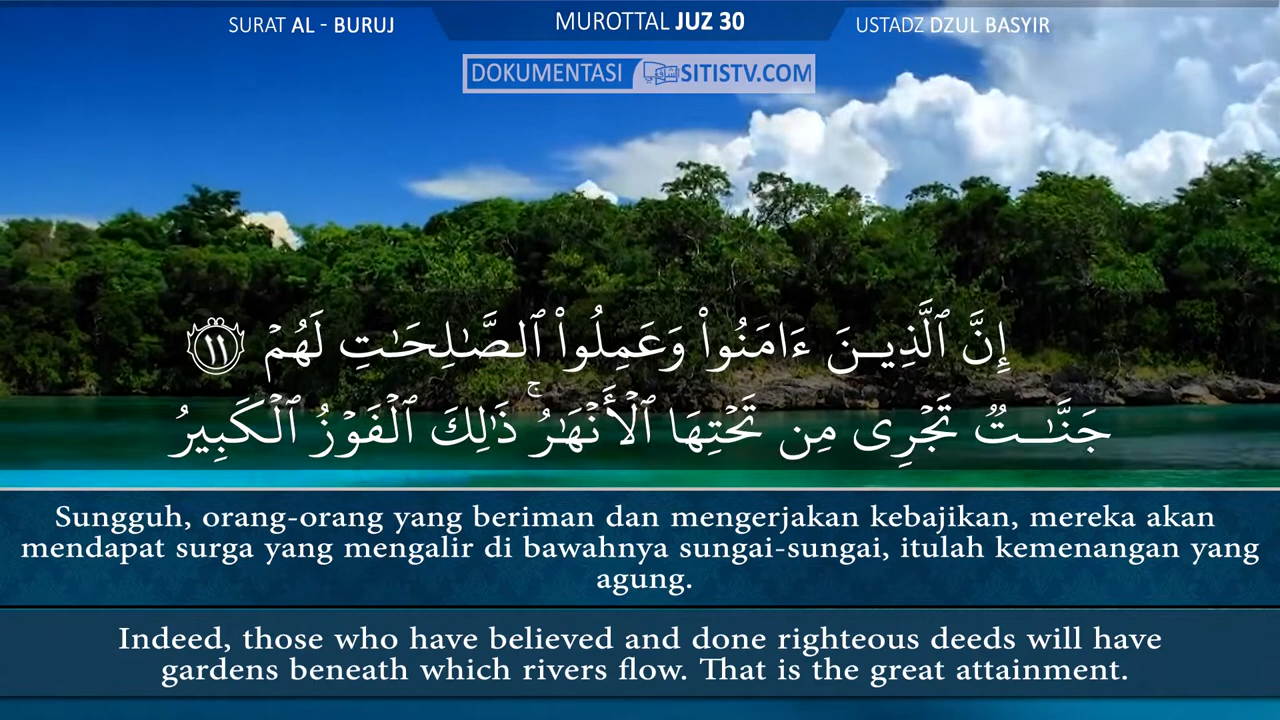 SURAT AL - BURUJ
MUROTTAL JUZ 30
USTADZ DZUL BASYIR
DOKUMENTASI SITISTV.COM
إِنَّ ٱلَّذِيـنَ ءَامَنُوا۟ وَعَمِلُوا۟ ٱلصَّـٰلِحَـٰتِ لَهُمْ ١١
جَنَّـٰتٌ تَجْرِى مِن تَحْتِهَا ٱلْأَنْهَـٰرُ ۚ ذَٰلِكَ ٱلْفَوْزُ ٱلْكَبِيرُ
Sungguh, orang-orang yang beriman dan mengerjakan kebajikan, mereka akan
mendapat surga yang mengalir di bawahnya sungai-sungai, itulah kemenangan yang
agung.
Indeed, those who have believed and done righteous deeds will have
gardens beneath which rivers flow. That is the great attainment.